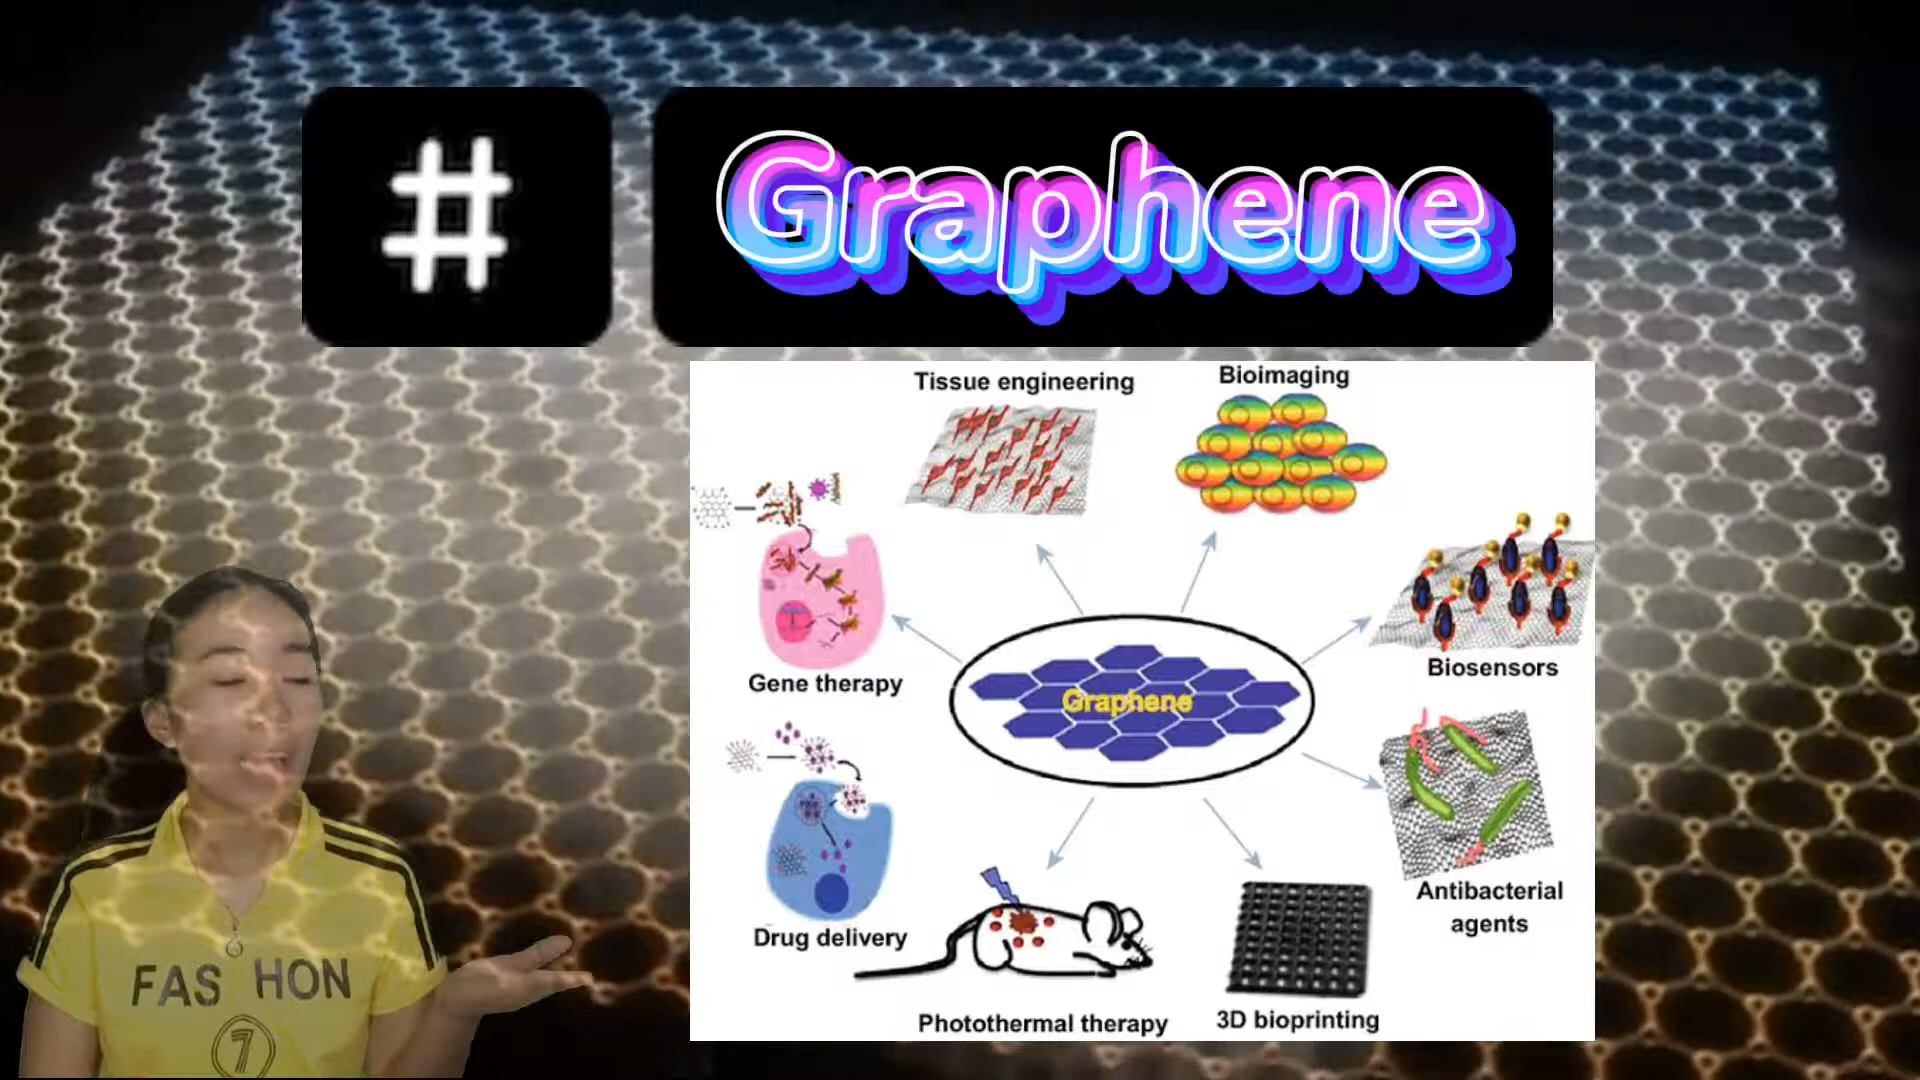 # Graphene
Tissue engineering
Bioimaging
Gene therapy
Graphene
Biosensors
Drug delivery
Antibacterial
agents
Photothermal therapy
3D bioprinting
FAS HON
7